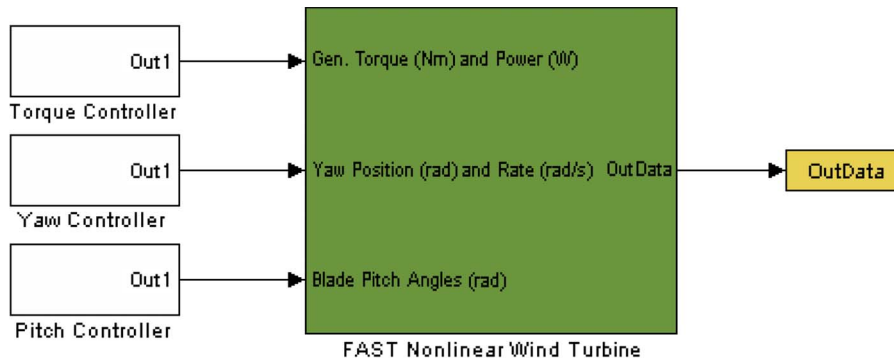 Out1
Gen. Torque (Nm) and Power (W)
Torque Controller
Out1
Yaw Position (rad) and Rate (rad/s) OutData
OutData
Yaw Controller
Out1
Blade Pitch Angles (rad)
Pitch Controller
FAST Nonlinear Wind Turbine